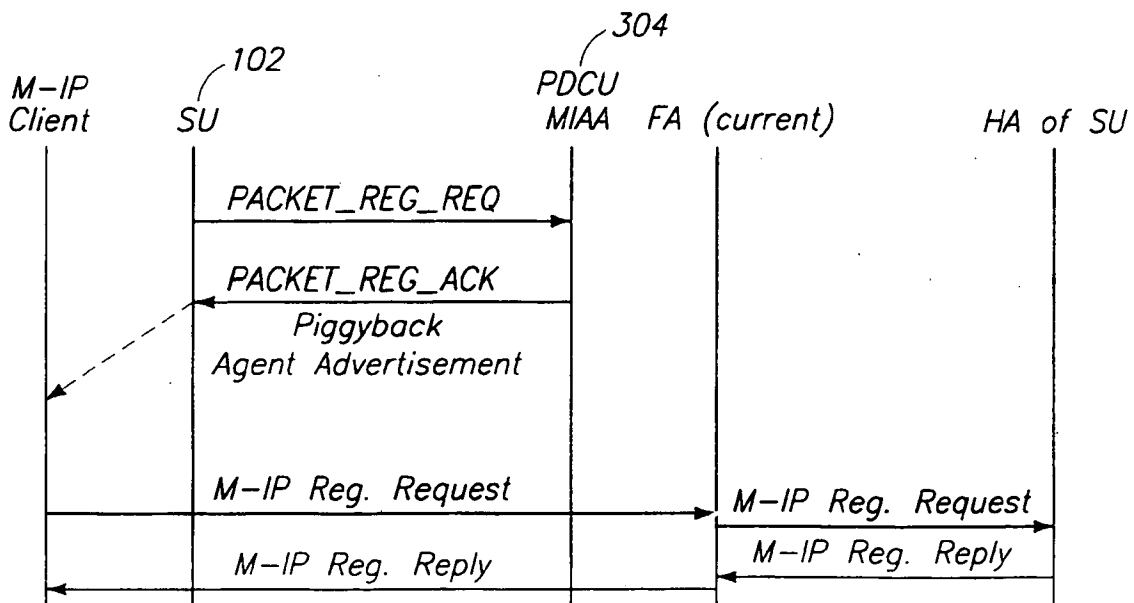 304
102
PDCU
M-IP
Client
SU
MIAA
FA (current)
HA of SU
PACKET_REG_REQ
PACKET_REG_ACK
Piggyback
Agent Advertisement
M-IP Reg. Request
M-IP Reg. Request
M-IP Reg. Reply
M-IP Reg. Reply